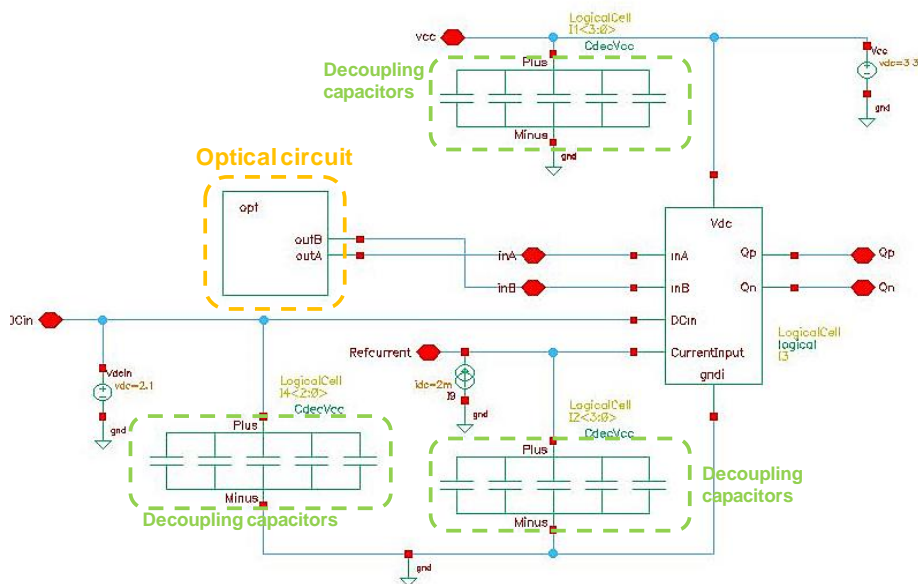 LogicalCell
I1<3:0>
CdecVcc
vcc
Plus
Decoupling
capacitors
Vcc
vdc=3.3
gnd
Minus
gnd
Optical circuit
opt
outB
outA
Vdc
inA
inA
Qp
Qp
inB
inB
Qn
Qn
DCin
DCin
LogicalCell
logical
I3
Refcurrent
CurrentInput
gndi
VdcIn
vdc=2.1
gnd
idc=2m
I9
gnd
LogicalCell
I4<2:0>
CdecVcc
LogicalCell
I2<3:0>
CdecVcc
Plus
Plus
Decoupling
capacitors
Minus
Decoupling capacitors
Minus
gnd